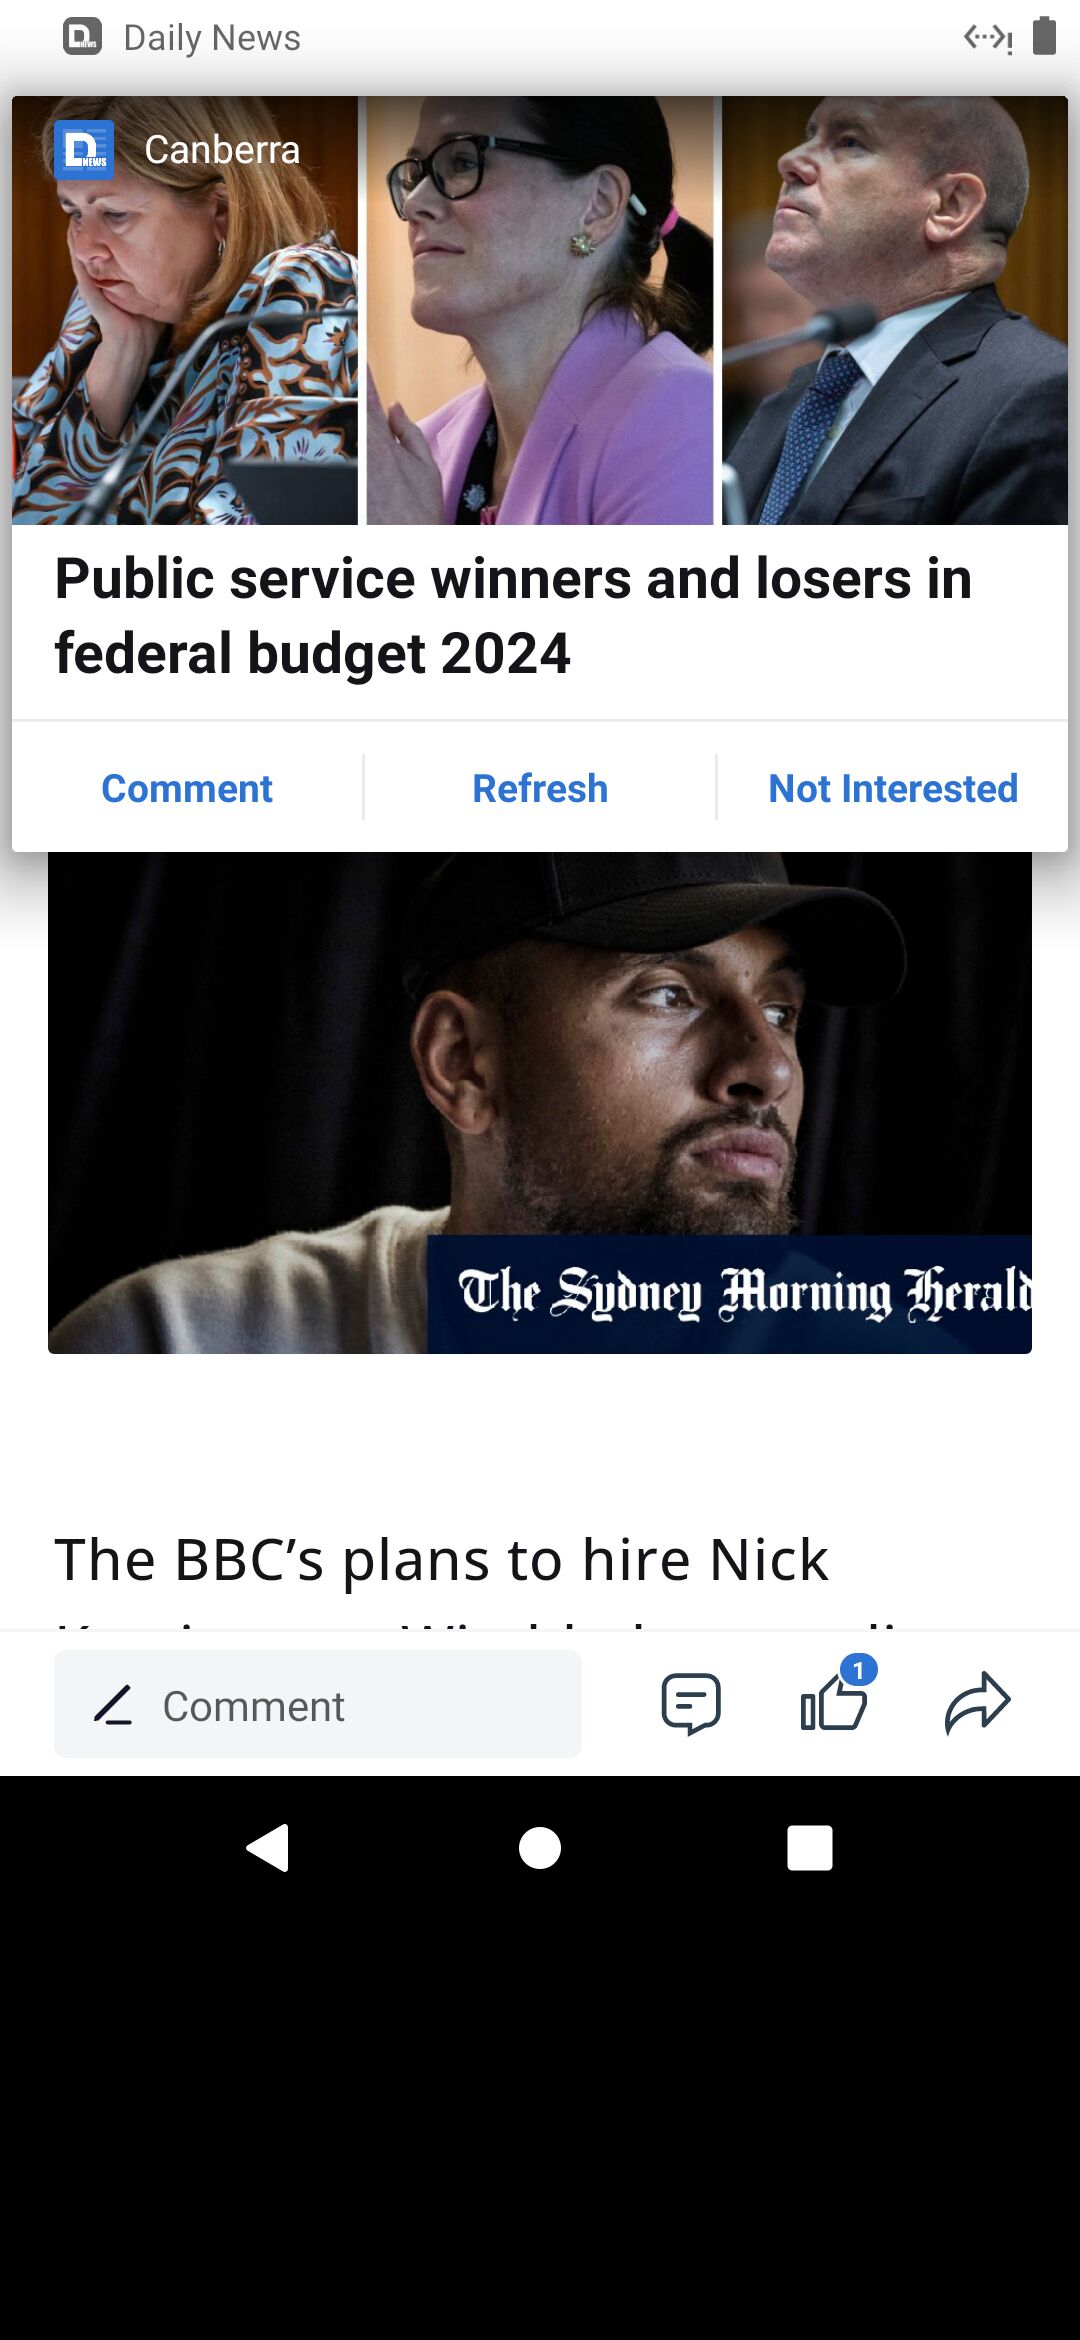 Daily News
Canberra
Public service winners and losers in
federal budget 2024
Comment
Refresh
Not Interested
The Sydney Morning Herald
The BBC’s plans to hire Nick
Comment
1